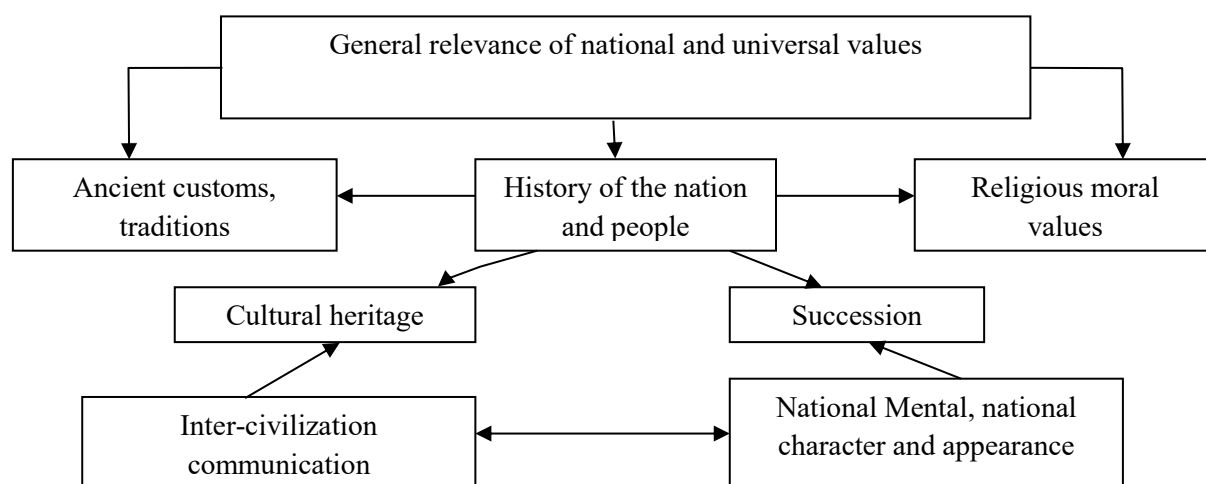 General relevance of national and universal values
Ancient customs,
traditions
History of the nation
and people
Religious moral
values
Cultural heritage
Succession
Inter-civilization
communication
National Mental, national
character and appearance